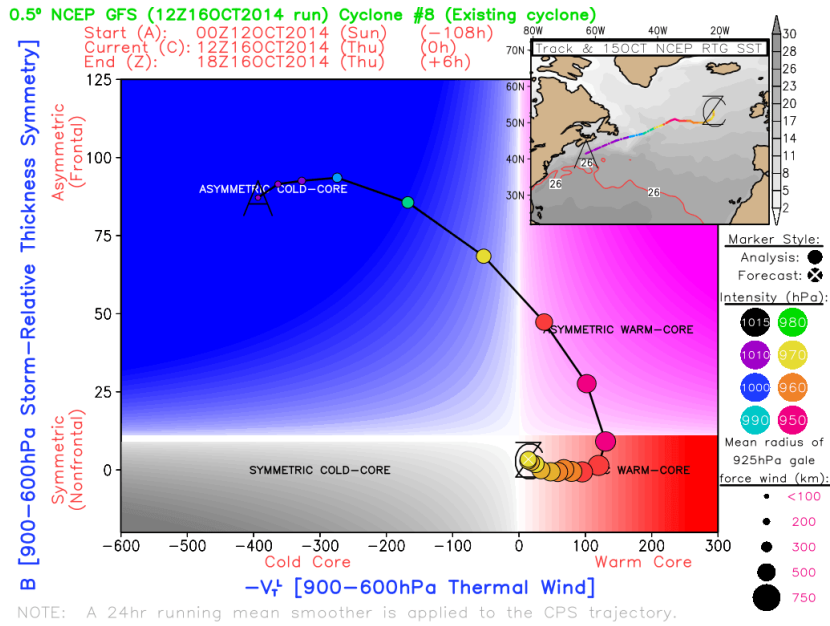 0.5º NCEP GFS (12Z16OCT2014 run) Cyclone #8 (Existing cyclone)
Start (A): 00Z12OCT2014 (Sun) (−108h)
Current (C): 12Z16OCT2014 (Thu) (0h)
End (Z): 18Z16OCT2014 (Thu) (+6h)
80W 60W 40W 20W 0
Track & 15OCT NCEP RTG SST
70N
60N
50N
40N
30N
26
26
26
30
28
26
25
24
23
22
20
17
14
11
8
5
2
B [900−600hPa Storm−Relative Thickness Symmetry]
Asymmetric
(Frontal)
Symmetric
(Nonfrontal)
125
100
75
50
25
0
ASYMMETRIC COLD−CORE
A
ASYMMETRIC WARM−CORE
SYMMETRIC COLD−CORE
WARM−CORE
−600 −500 −400 −300 −200 −100 0 100 200 300
Cold Core
Warm Core
−V_T^L [900−600hPa Thermal Wind]
Marker Style:
Analysis:
Forecast:
Intensity (hPa):
1015 980
1010 970
1000 960
990 950
Mean radius of
925hPa gale
force wind (km):
<100
200
300
500
750
NOTE: A 24hr running mean smoother is applied to the CPS trajectory.